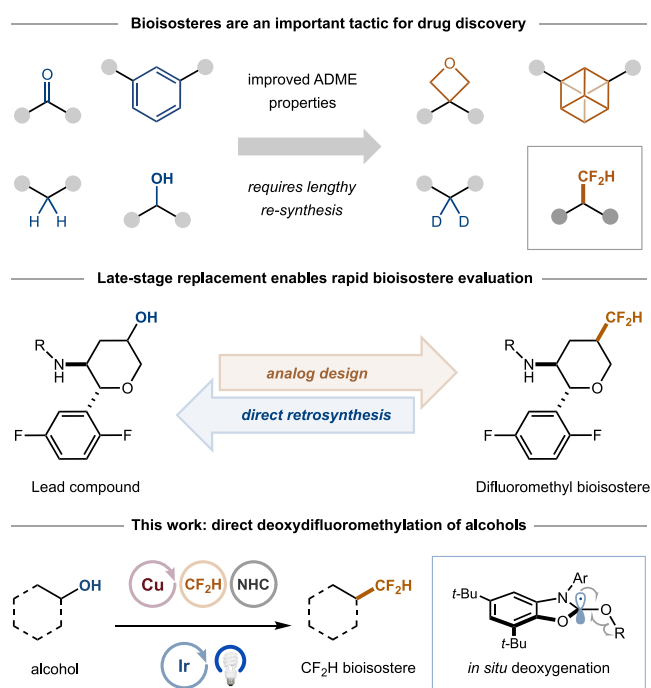 Bioisosteres are an important tactic for drug discovery
O
improved ADME
properties
O
OH
H H
requires lengthy
re-synthesis
D D
CF₂H
Late-stage replacement enables rapid bioisostere evaluation
OH
R
N
H
O
F
F
Lead compound
analog design
direct retrosynthesis
CF₂H
R
N
H
O
F
F
Difluoromethyl bioisostere
This work: direct deoxydifluoromethylation of alcohols
OH
alcohol
Cu CF₂H NHC
Ir
CF₂H
CF₂H bioisostere
Ar
t-Bu
N
O
O
R
t-Bu
in situ deoxygenation